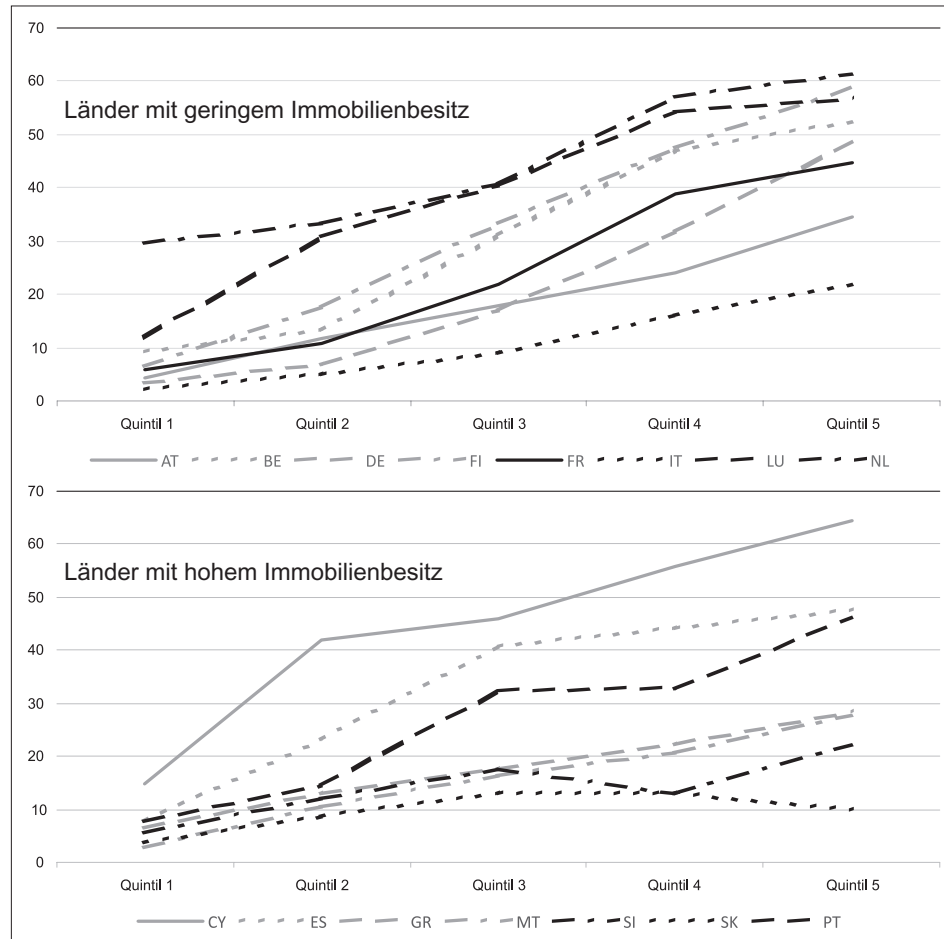 70
60
Länder mit geringem Immobilienbesitz
50
40
30
20
10
0
Quintil 1 Quintil 2 Quintil 3 Quintil 4 Quintil 5
AT BE DE FI FR IT LU NL
70
60
Länder mit hohem Immobilienbesitz
50
40
30
20
10
0
Quintil 1 Quintil 2 Quintil 3 Quintil 4 Quintil 5
CY ES GR MT SI SK PT